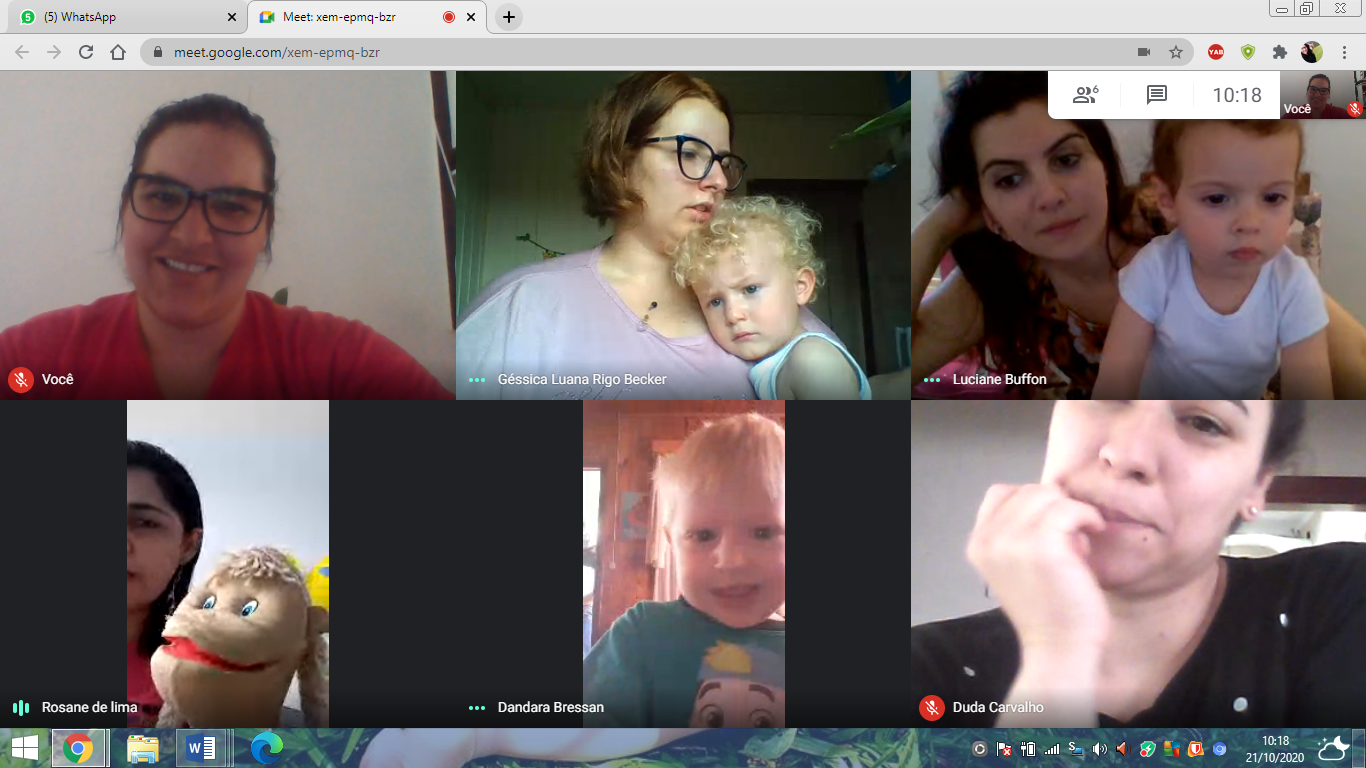 (5) WhatsApp
Meet: xem-epmq-bzr
meet.google.com/xem-epmq-bzr
YAB
6
10:18
Você
Você
Géssica Luana Rigo Becker
Luciane Buffon
Rosane de lima
Dandara Bressan
Duda Carvalho
10:18
21/10/2020